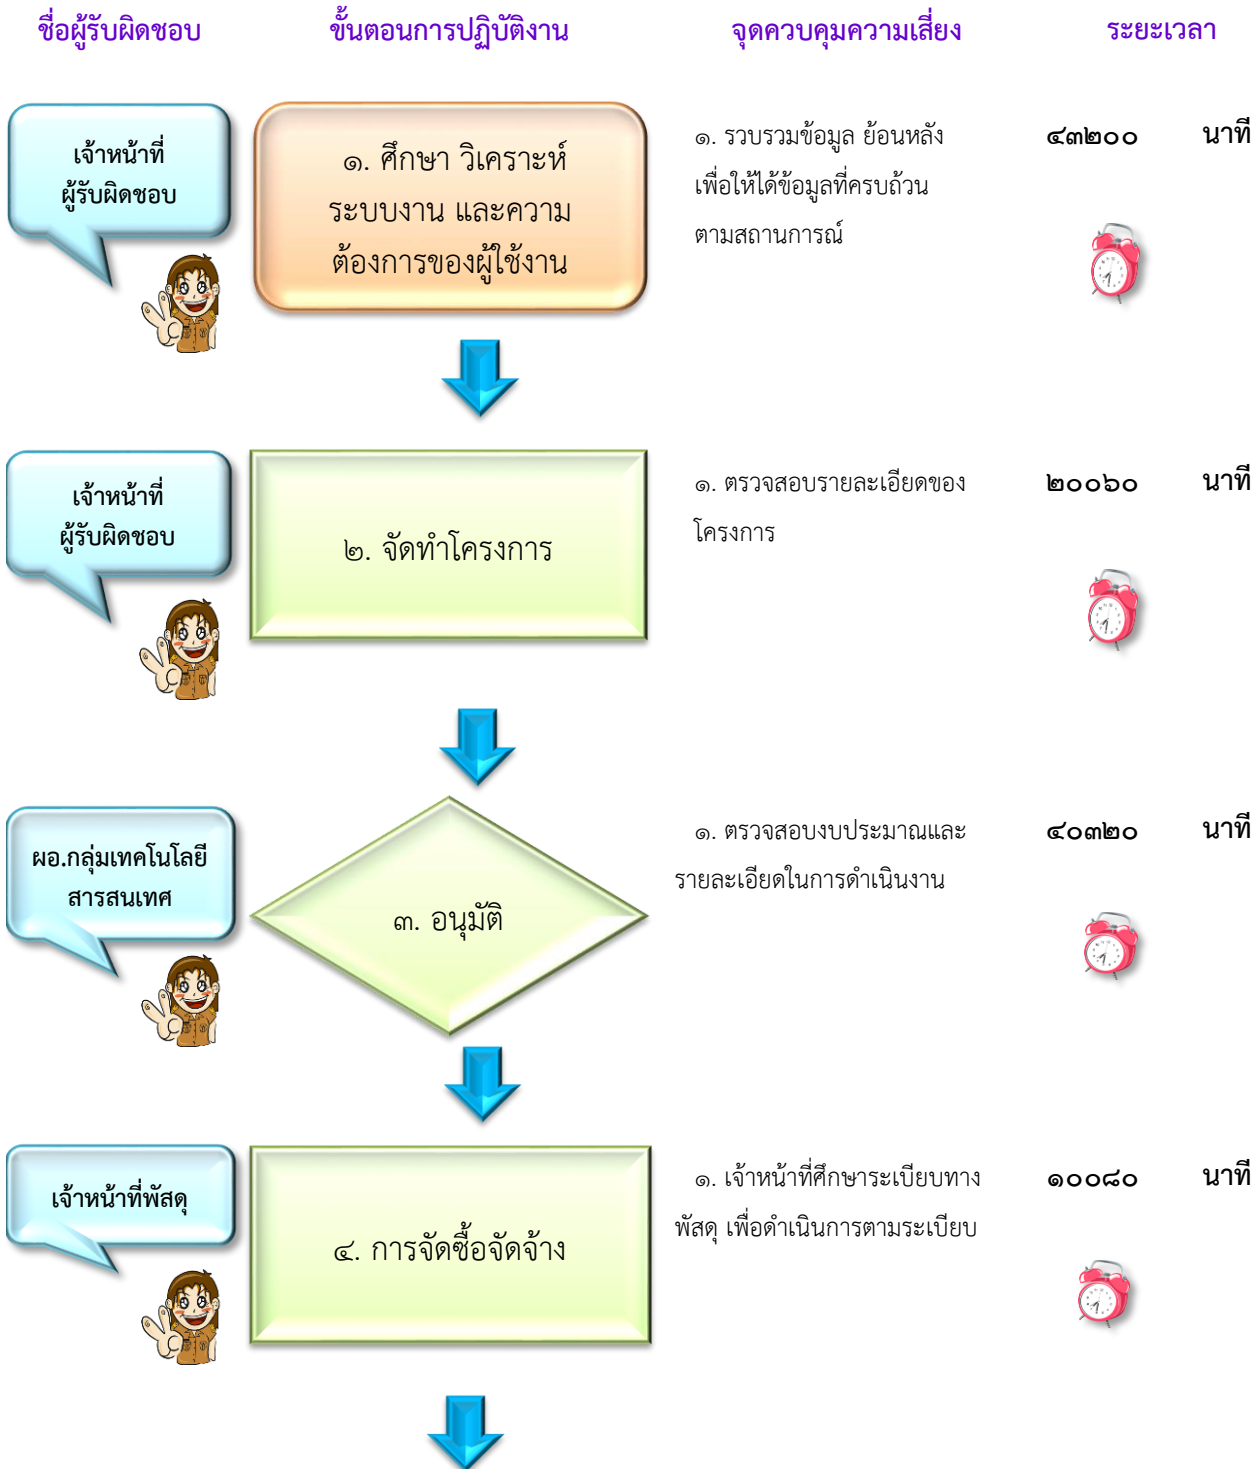 ชื่อผู้รับผิดชอบ ขั้นตอนการปฏิบัติงาน จุดควบคุมความเสี่ยง ระยะเวลา
เจ้าหน้าที่
ผู้รับผิดชอบ
๑. ศึกษา วิเคราะห์
ระบบงาน และความ
ต้องการของผู้ใช้งาน
๑. รวบรวมข้อมูล ย้อนหลัง
เพื่อให้ได้ข้อมูลที่ครบถ้วน
ตามสถานการณ์
๔๓๒๐๐ นาที
เจ้าหน้าที่
ผู้รับผิดชอบ
๒. จัดทำโครงการ
๑. ตรวจสอบรายละเอียดของ
โครงการ
๒๐๐๖๐ นาที
ผอ.กลุ่มเทคโนโลยี
สารสนเทศ
๓. อนุมัติ
๑. ตรวจสอบงบประมาณและ
รายละเอียดในการดำเนินงาน
๔๐๓๒๐ นาที
เจ้าหน้าที่พัสดุ
๔. การจัดซื้อจัดจ้าง
๑. เจ้าหน้าที่ศึกษาระเบียบทาง
พัสดุ เพื่อดำเนินการตามระเบียบ
๑๐๐๘๐ นาที